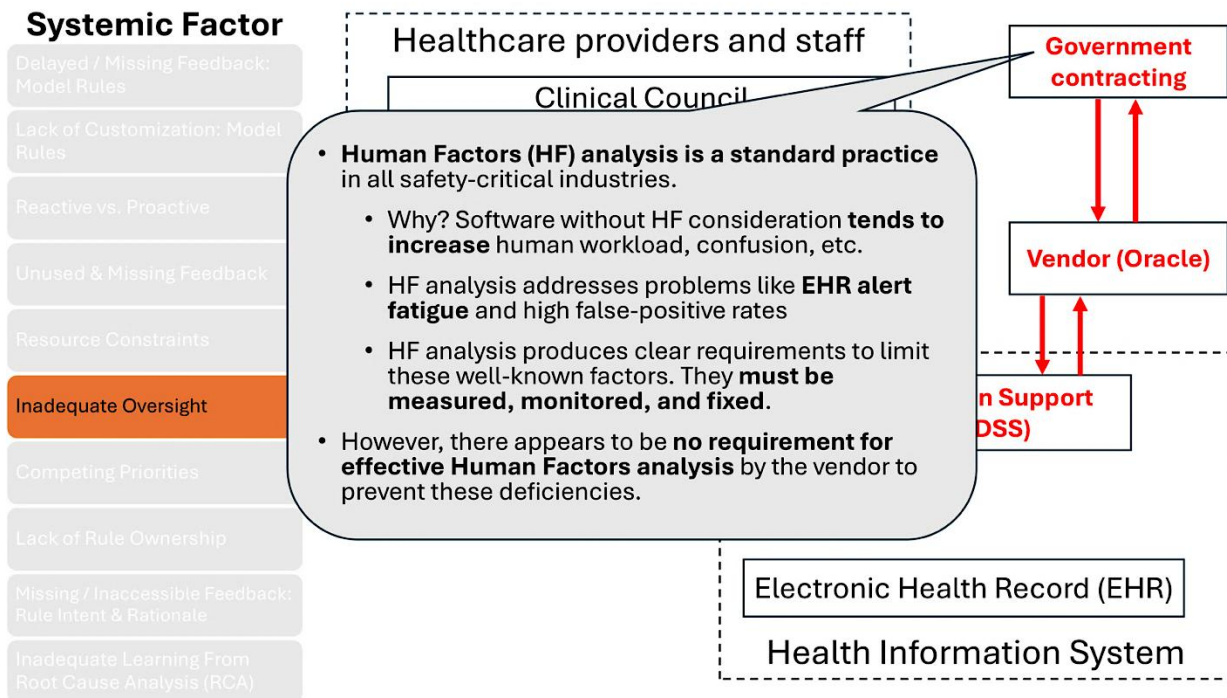 Systemic Factor
Delayed / Missing Feedback:
Model Rules
Lack of Customization: Model
Rules
Reactive vs. Proactive
Unused & Missing Feedback
Resource Constraints
Inadequate Oversight
Competing Priorities
Lack of Rule Ownership
Missing / Inaccessible Feedback:
Rule Intent & Rationale
Inadequate Learning From
Root Cause Analysis (RCA)
Healthcare providers and staff
Clinical Council
• Human Factors (HF) analysis is a standard practice
in all safety-critical industries.
• Why? Software without HF consideration tends to
increase human workload, confusion, etc.
• HF analysis addresses problems like EHR alert
fatigue and high false-positive rates
• HF analysis produces clear requirements to limit
these well-known factors. They must be
measured, monitored, and fixed.
• However, there appears to be no requirement for
effective Human Factors analysis by the vendor to
prevent these deficiencies.
Government
contracting
Vendor (Oracle)
n Support
DSS)
Electronic Health Record (EHR)
Health Information System